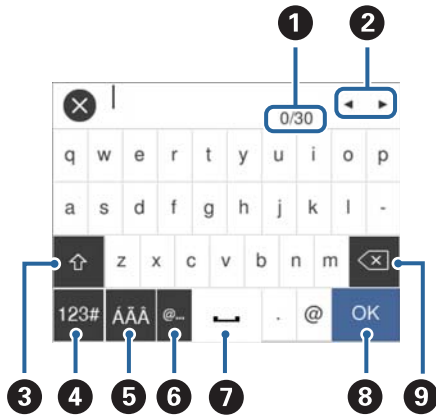 1 2
0/30
q w e r t y u i o p
a s d f g h j k l -
z x c v b n m
123# ÁÃÂ @... . @ OK
3 4 5 6 7 8 9